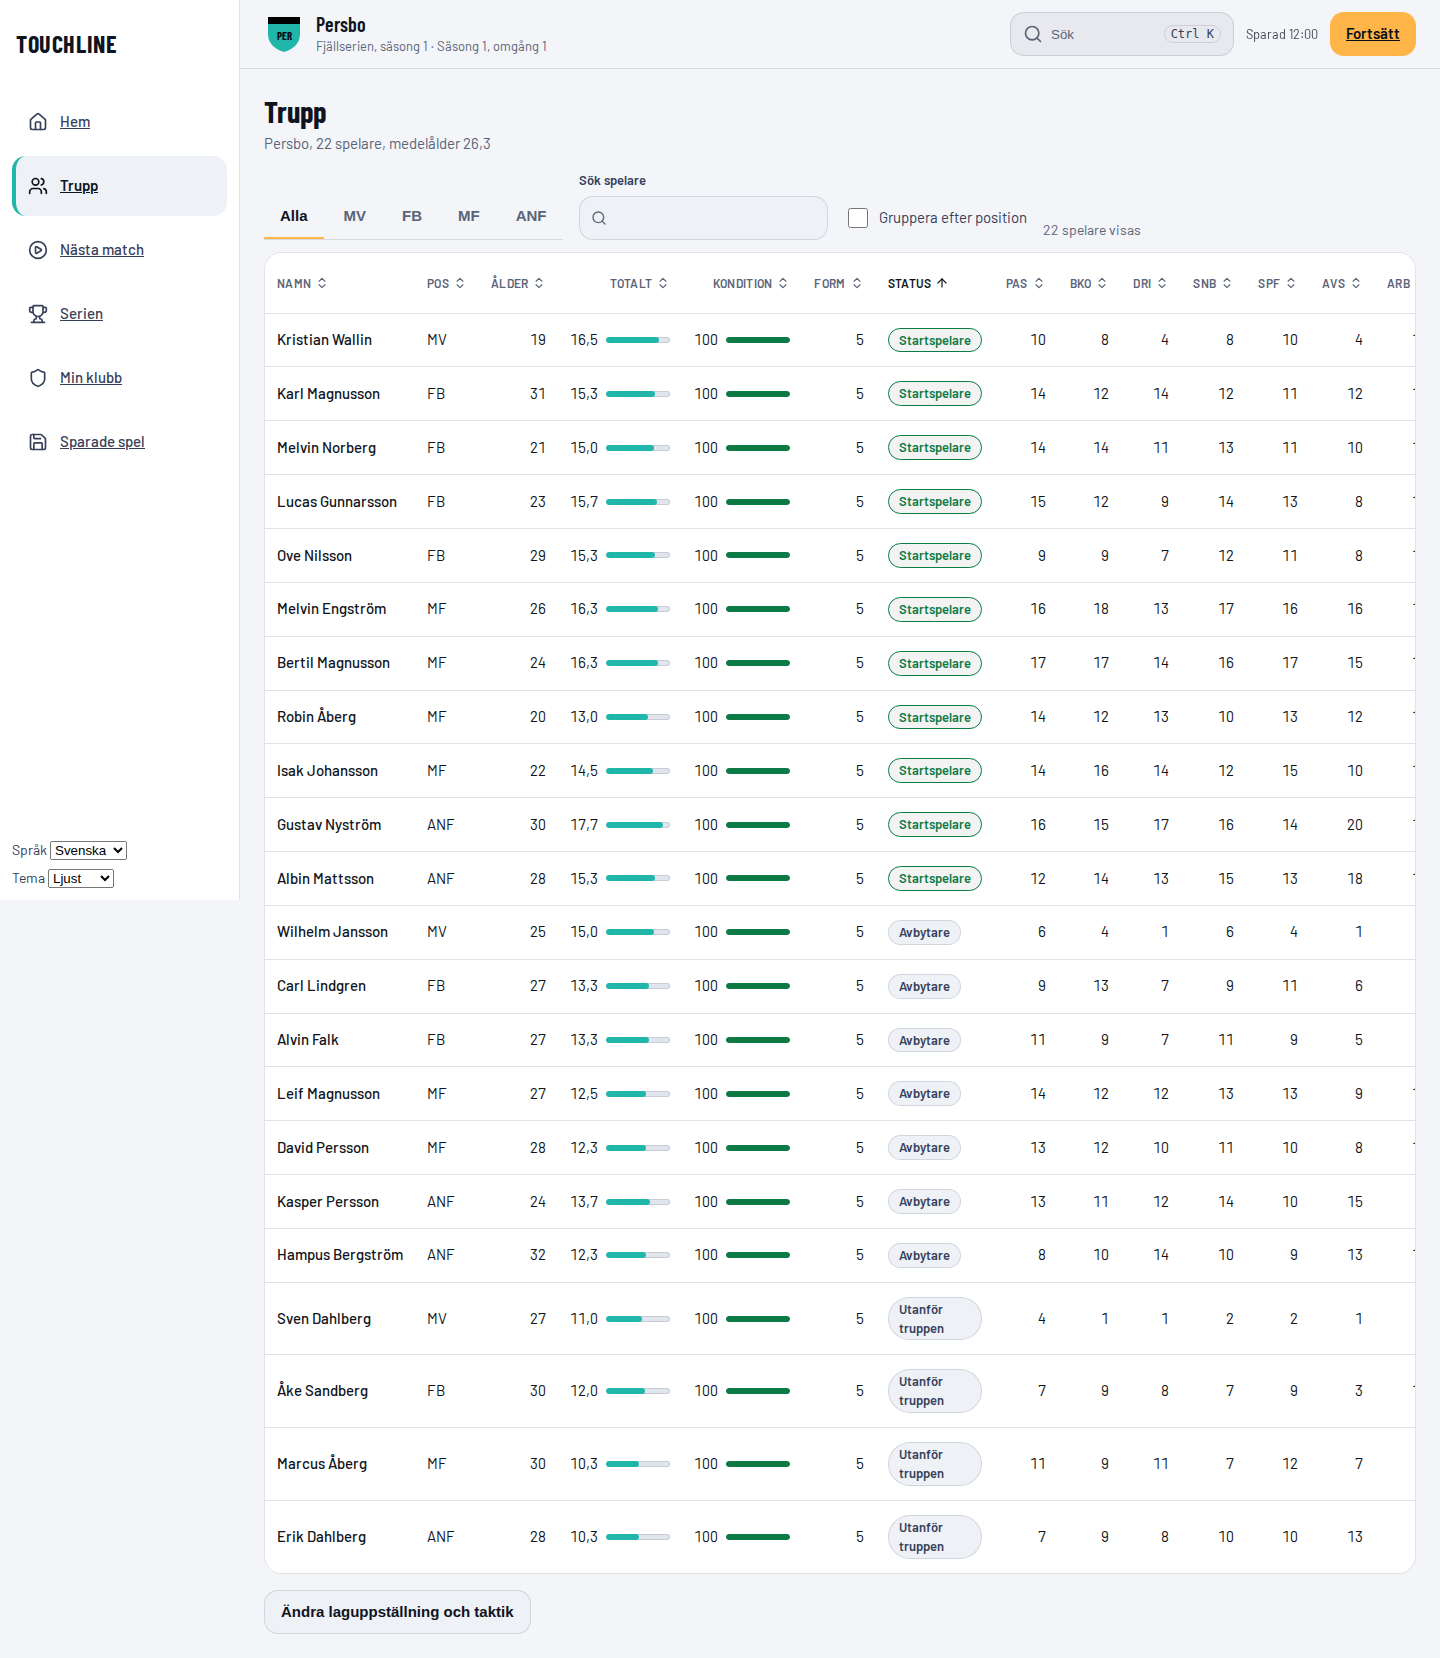 TOUCHLINE
Hem
Trupp
Nästa match
Serien
Min klubb
Sparade spel
Språk Svenska
Tema Ljust
PER
Persbo
Fjällserien, säsong 1 · Säsong 1, omgång 1
Sök Ctrl K
Sparad 12:00
Fortsätt
Trupp
Persbo, 22 spelare, medelålder 26,3
Alla MV FB MF ANF
Sök spelare
Gruppera efter position
22 spelare visas
NAMN POS ÅLDER TOTALT KONDITION FORM STATUS PAS BKO DRI SNB SPF AVS ARB
Kristian Wallin MV 19 16,5 100 5 Startspelare 10 8 4 8 10 4
Karl Magnusson FB 31 15,3 100 5 Startspelare 14 12 14 12 11 12
Melvin Norberg FB 21 15,0 100 5 Startspelare 14 14 11 13 11 10
Lucas Gunnarsson FB 23 15,7 100 5 Startspelare 15 12 9 14 13 8
Ove Nilsson FB 29 15,3 100 5 Startspelare 9 9 7 12 11 8
Melvin Engström MF 26 16,3 100 5 Startspelare 16 18 13 17 16 16
Bertil Magnusson MF 24 16,3 100 5 Startspelare 17 17 14 16 17 15
Robin Åberg MF 20 13,0 100 5 Startspelare 14 12 13 10 13 12
Isak Johansson MF 22 14,5 100 5 Startspelare 14 16 14 12 15 10
Gustav Nyström ANF 30 17,7 100 5 Startspelare 16 15 17 16 14 20
Albin Mattsson ANF 28 15,3 100 5 Startspelare 12 14 13 15 13 18
Wilhelm Jansson MV 25 15,0 100 5 Avbytare 6 4 1 6 4 1
Carl Lindgren FB 27 13,3 100 5 Avbytare 9 13 7 9 11 6
Alvin Falk FB 27 13,3 100 5 Avbytare 11 9 7 11 9 5
Leif Magnusson MF 27 12,5 100 5 Avbytare 14 12 12 13 13 9
David Persson MF 28 12,3 100 5 Avbytare 13 12 10 11 10 8
Kasper Persson ANF 24 13,7 100 5 Avbytare 13 11 12 14 10 15
Hampus Bergström ANF 32 12,3 100 5 Avbytare 8 10 14 10 9 13
Sven Dahlberg MV 27 11,0 100 5 Utanför truppen 4 1 1 2 2 1
Åke Sandberg FB 30 12,0 100 5 Utanför truppen 7 9 8 7 9 3
Marcus Åberg MF 30 10,3 100 5 Utanför truppen 11 9 11 7 12 7
Erik Dahlberg ANF 28 10,3 100 5 Utanför truppen 7 9 8 10 10 13
Ändra laguppställning och taktik